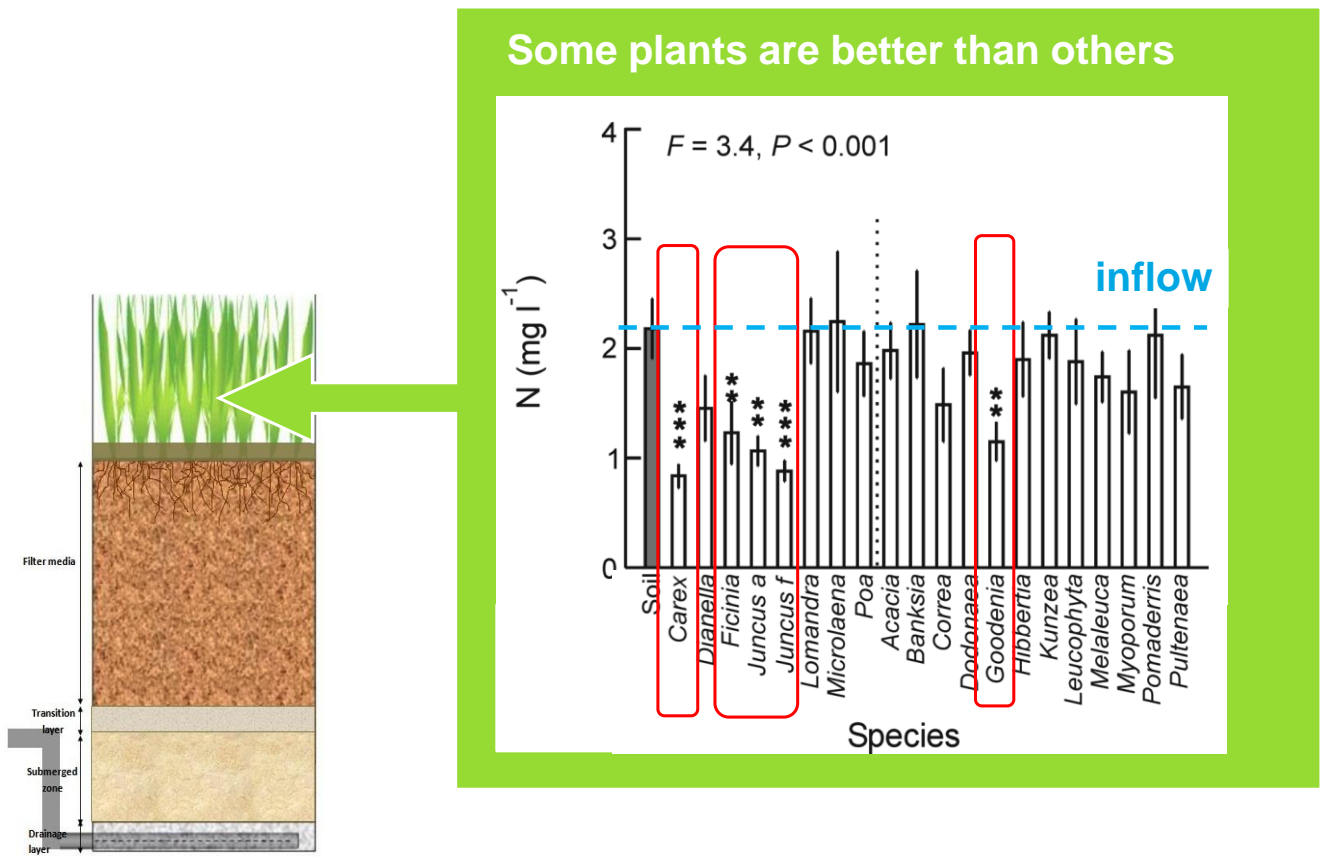 Some plants are better than others
4
F = 3.4, P < 0.001
3
inflow
2
1
0
N (mg l-1)
***
**
**
***
**
Soil
Carex
Dianella
Ficinia
Juncus a
Juncus f
Lomandra
Microlaena
Poa
Acacia
Banksia
Correa
Dodonaea
Goodenia
Hibbertia
Kunzea
Leucophyta
Melaleuca
Myoporum
Pomaderris
Pultenaea
Species
Filter media
Transition
layer
Submerged
zone
Drainage
layer